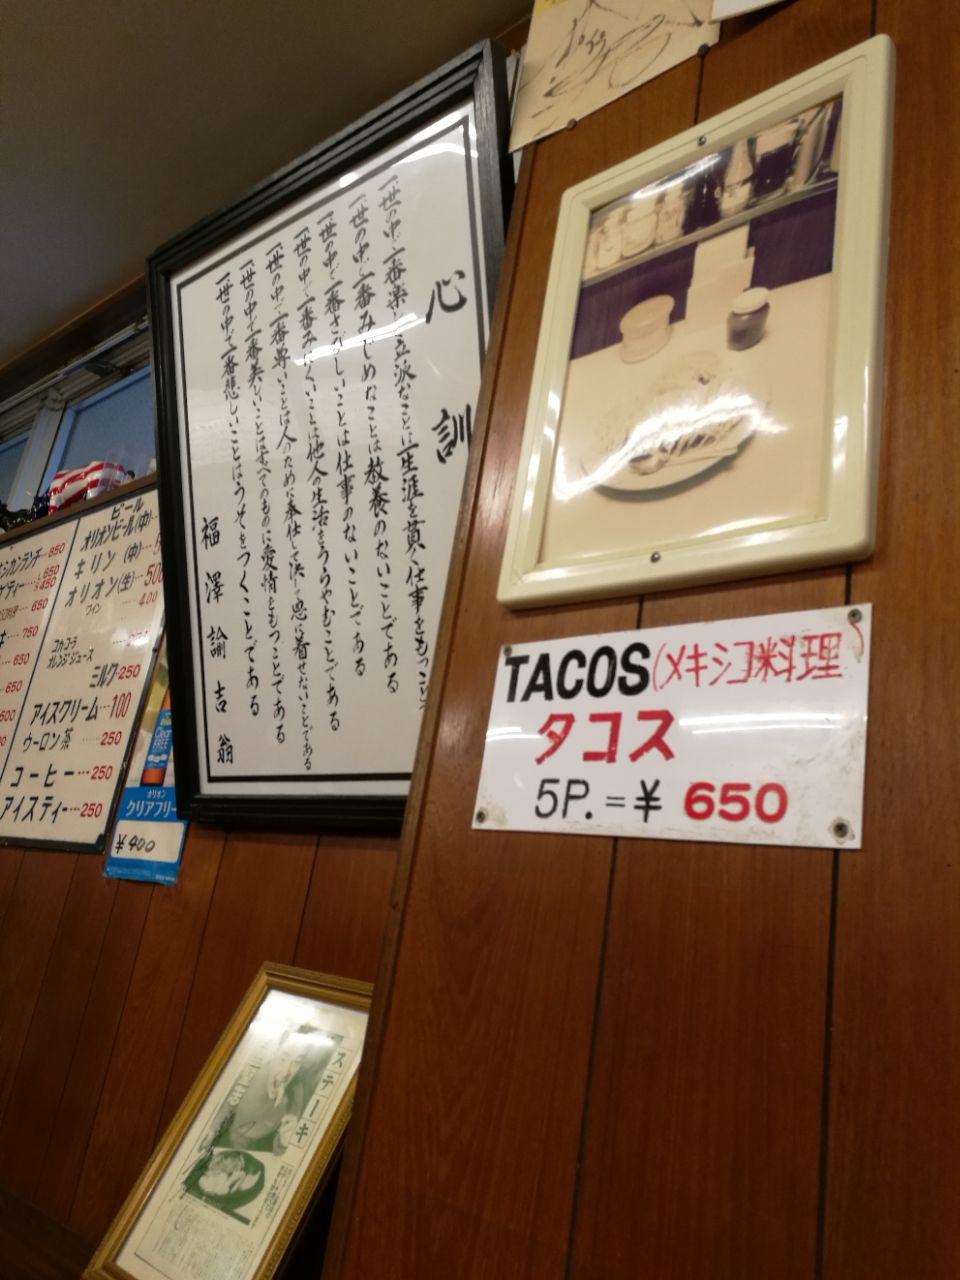 心訓
一、世の中で一番楽しく立派なことは一生涯を貫く仕事をもつこと
一、世の中で一番みじめなことは教養のないことである
一、世の中で一番さびしいことは仕事のないことである
一、世の中で一番みにくいことは他人の生活をうらやむことである
一、世の中で一番尊いことは人のために奉仕して決して恩に着せないことである
一、世の中で一番美しいことはすべてのものに愛情をもつことである
一、世の中で一番悲しいことはうそをつくことである
福澤諭吉翁
TACOS(メキシコ料理)
タコス
5P.=¥650
ビール
オリオンビール(中)
キリン(中)
オリオン(生)…500
ワイン 400
コカコーラ
オレンジジュース
ミルク…250
アイスクリーム…100
ウーロン茶…250
コーヒー…250
アイスティー…250
オリオン
クリアフリー
¥400
ステーキ